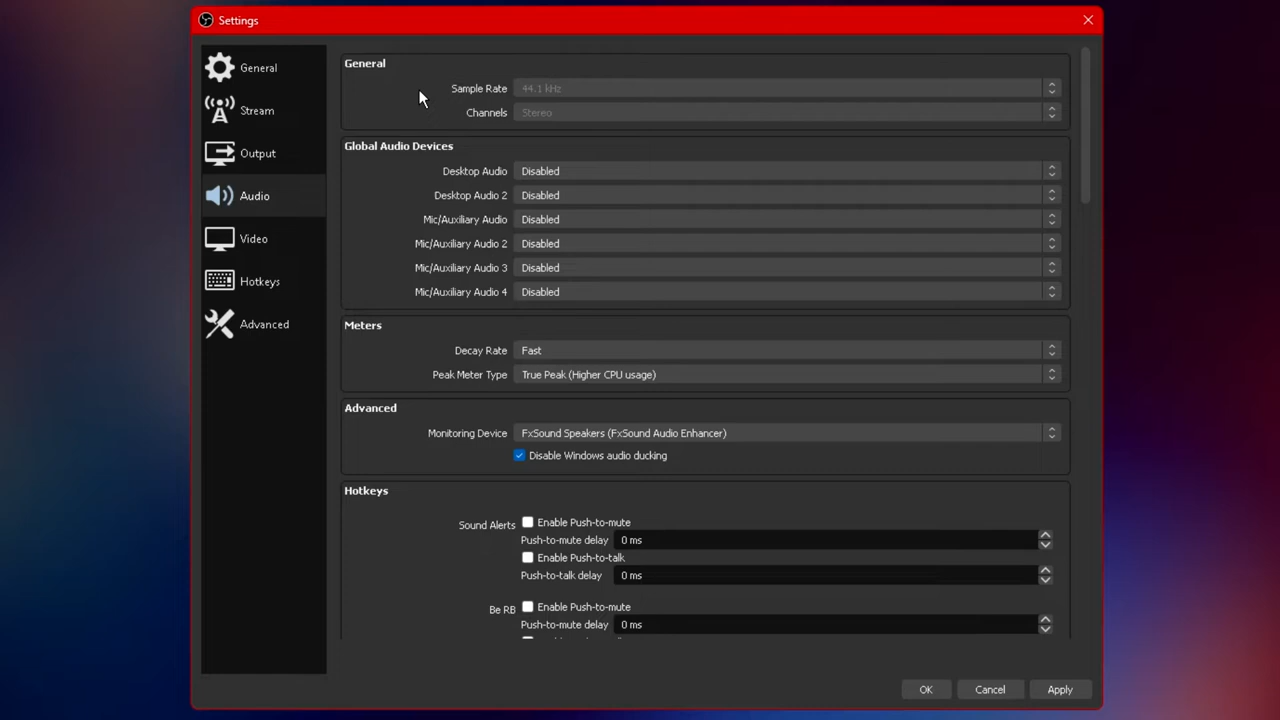 Settings
General
Stream
Output
Audio
Video
Hotkeys
Advanced
General
Sample Rate 44.1 kHz
Channels Stereo
Global Audio Devices
Desktop Audio Disabled
Desktop Audio 2 Disabled
Mic/Auxiliary Audio Disabled
Mic/Auxiliary Audio 2 Disabled
Mic/Auxiliary Audio 3 Disabled
Mic/Auxiliary Audio 4 Disabled
Meters
Decay Rate Fast
Peak Meter Type True Peak (Higher CPU usage)
Advanced
Monitoring Device FxSound Speakers (FxSound Audio Enhancer)
Disable Windows audio ducking
Hotkeys
Sound Alerts Enable Push-to-mute
Push-to-mute delay 0 ms
Enable Push-to-talk
Push-to-talk delay 0 ms
Be RB Enable Push-to-mute
Push-to-mute delay 0 ms
OK Cancel Apply